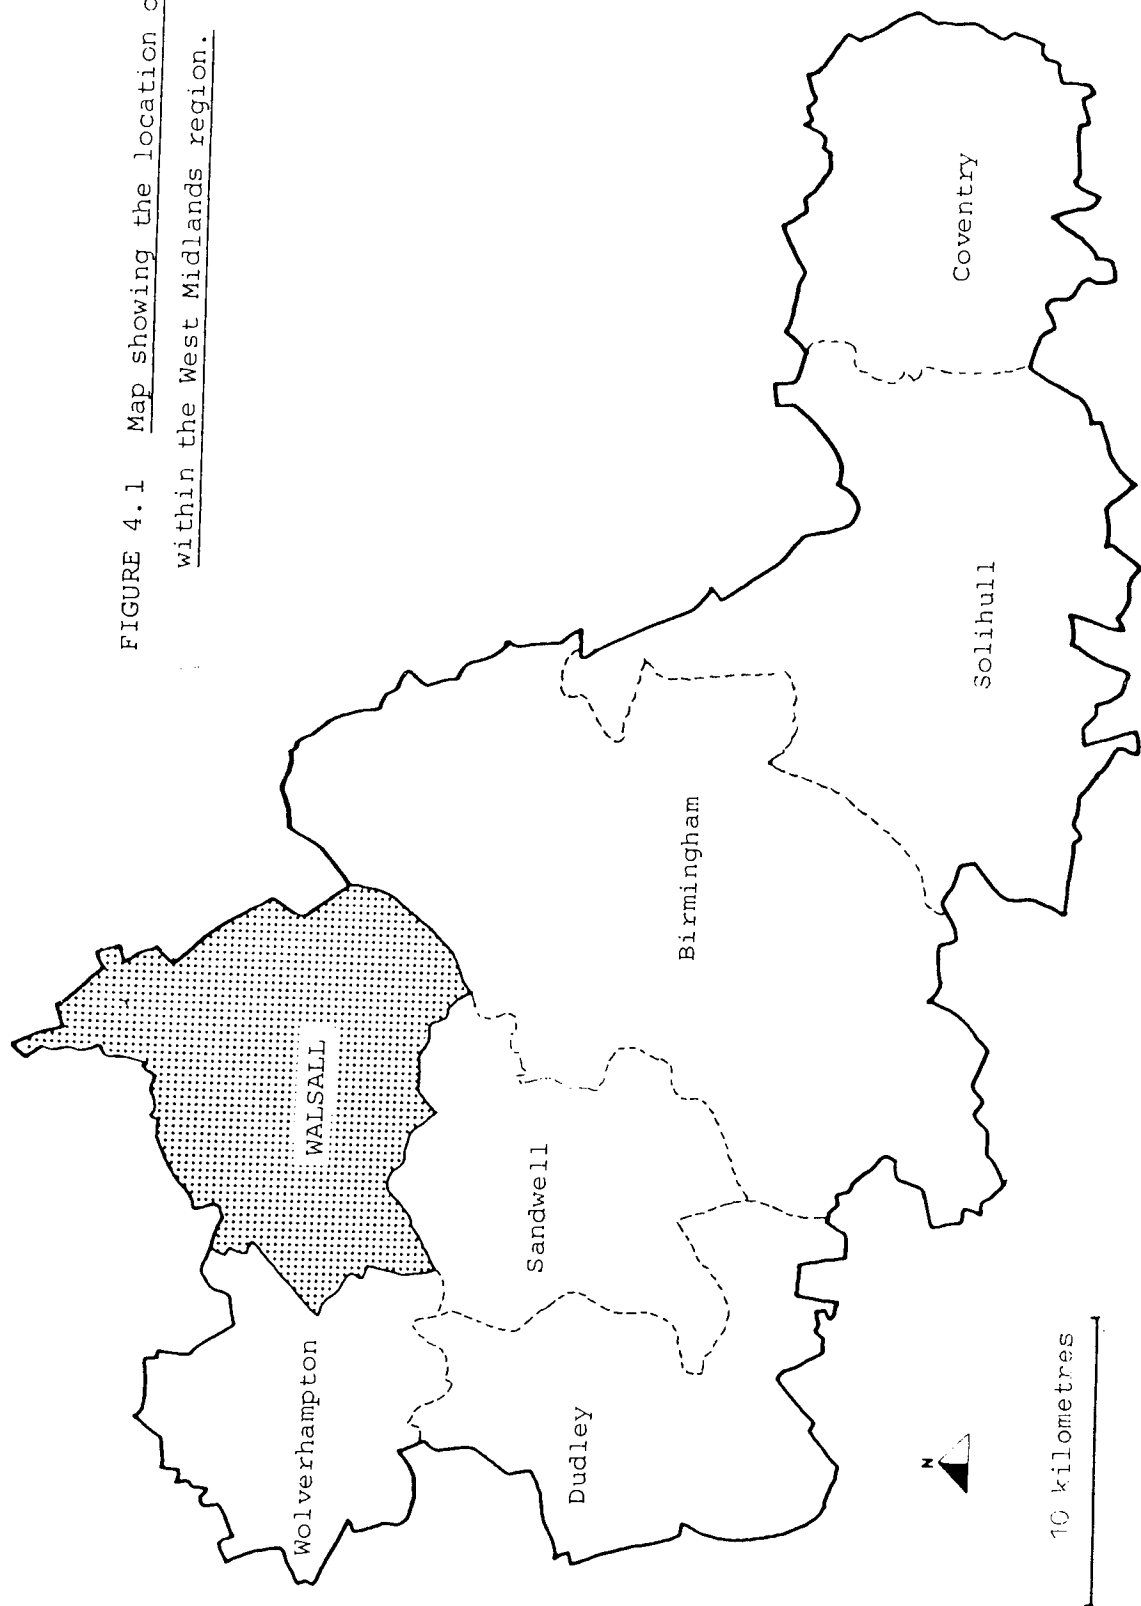 FIGURE 4.1 Map showing the location
within the West Midlands region.
WALSALL
Wolverhampton
Sandwell
Dudley
Birmingham
Solihull
Coventry
N
10 kilometres